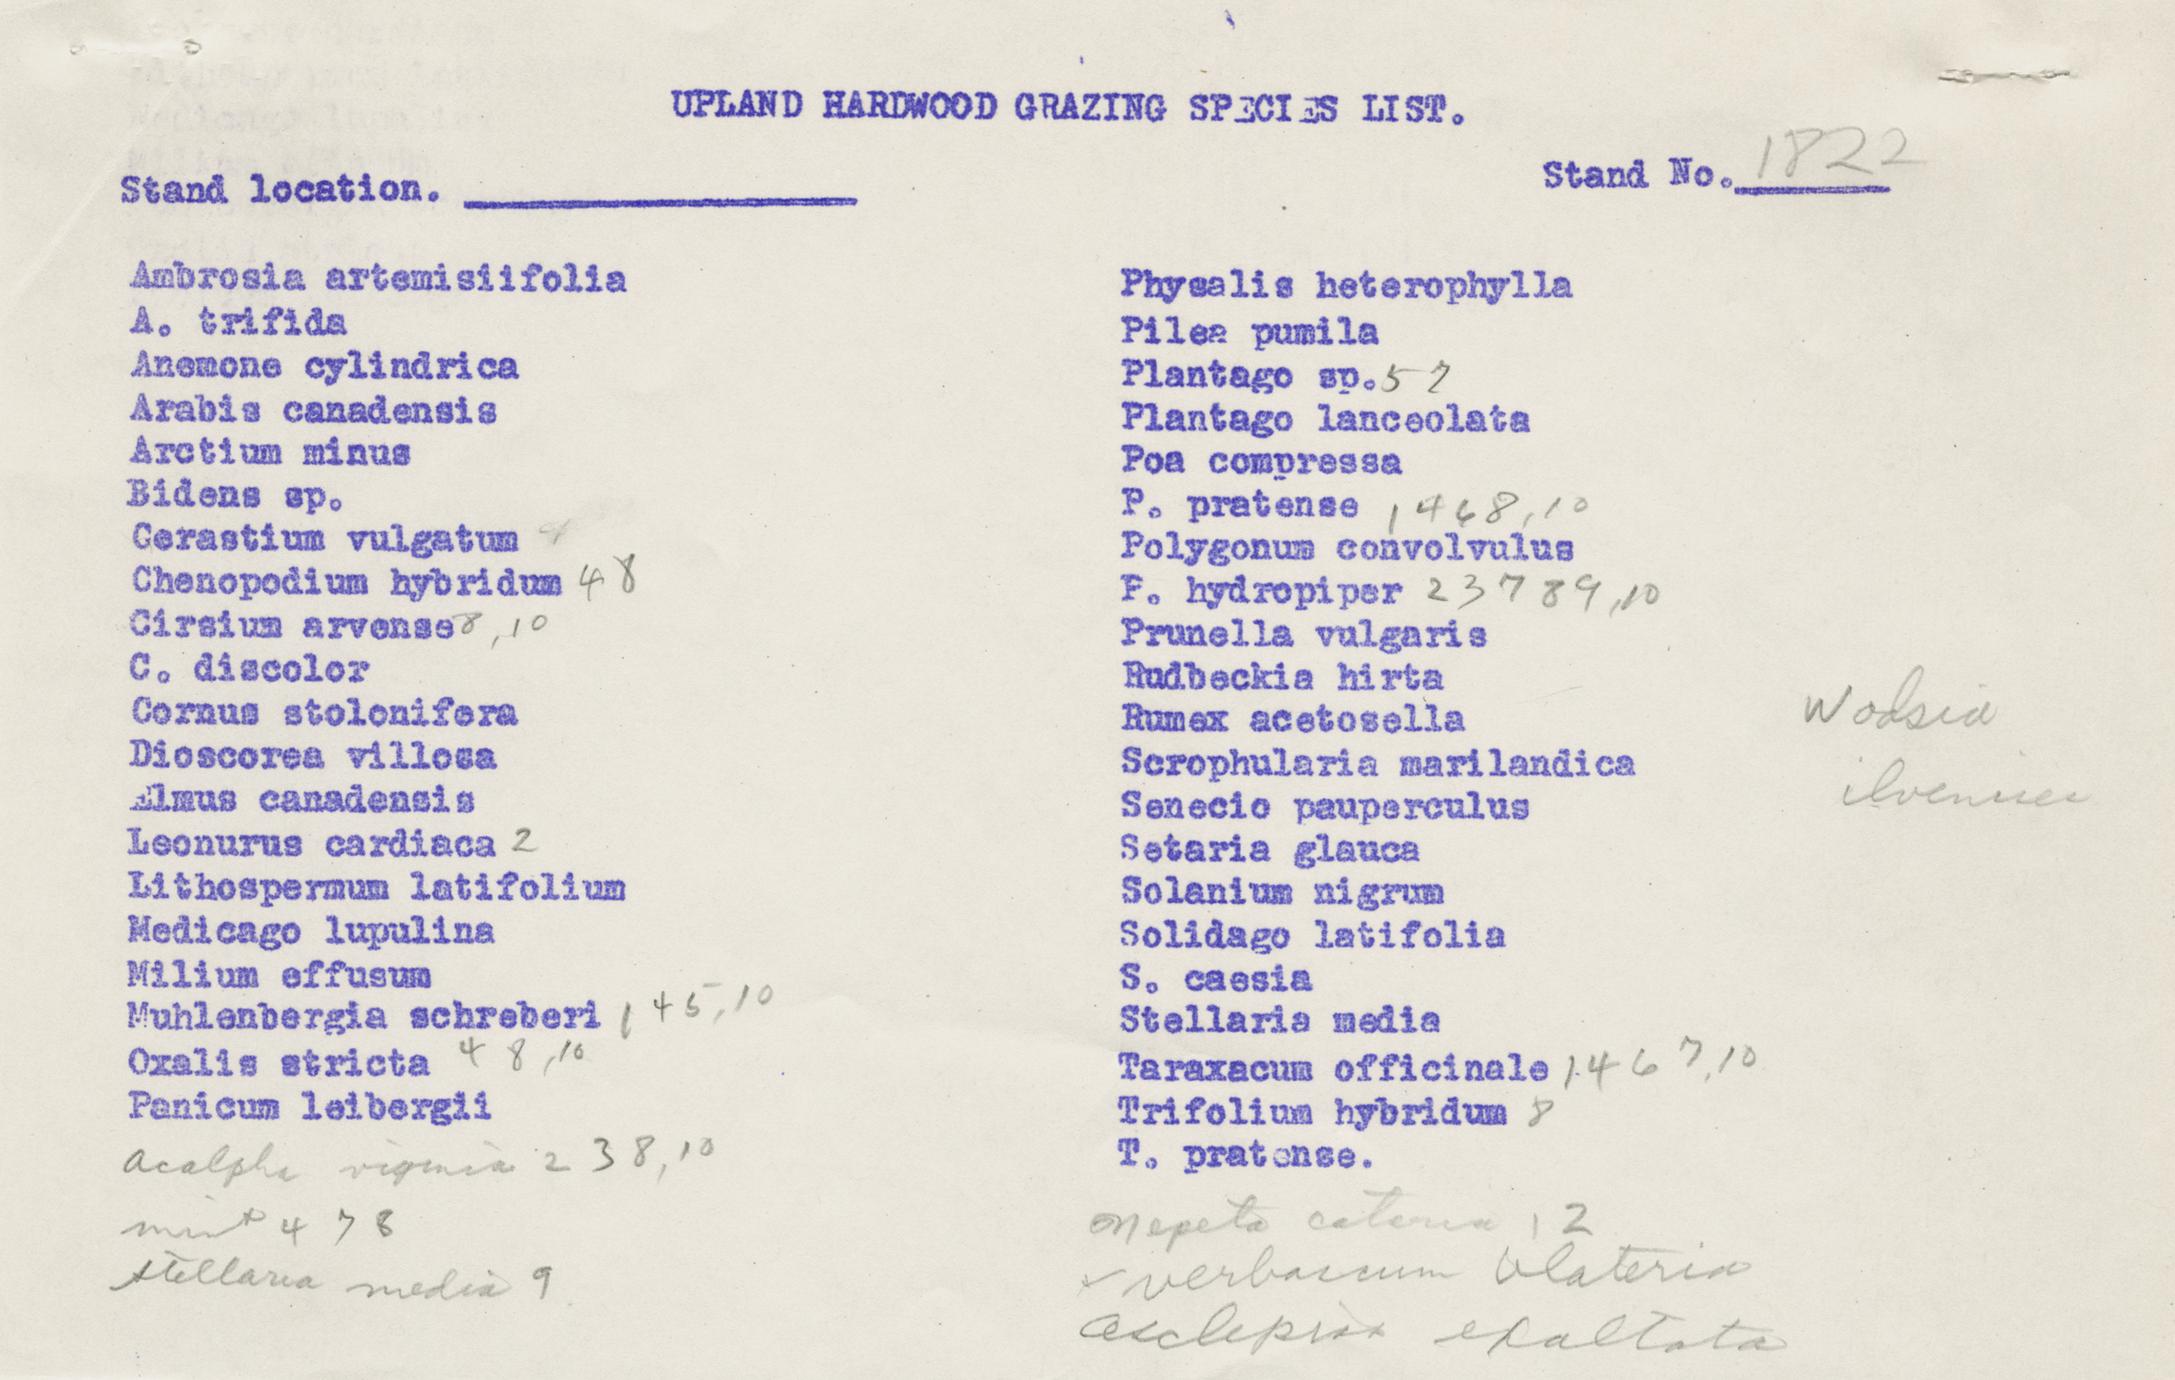 UPLAND HARDWOOD GRAZING SPECIES LIST.
Stand location. Stand No. 1822
Ambrosia artemisiifolia
A. trifida
Anemone cylindrica
Arabis canadensis
Arctium minus
Bidens sp.
Cerastium vulgatum 4
Chenopodium hybridum 4 8
Cirsium arvense 8, 10
C. discolor
Cornus stolonifera
Dioscorea villosa
Elmus canadensis
Leonurus cardiaca 2
Lithospermum latifolium
Medicago lupulina
Milium effusum
Muhlenbergia schreberi 1 4 5, 10
Oxalis stricta 4 8, 10
Panicum leibergii
acalpha virginia 2 3 8, 10
mint 4 7 8
stellaria media 9
Physalis heterophylla
Pilea pumila
Plantago sp. 5 7
Plantago lanceolata
Poa compressa
P. pratense 1 4 6 8, 10
Polygonum convolvulus
P. hydropiper 2 3 7 8 9, 10
Prunella vulgaris
Rudbeckia hirta
Rumex acetosella
Scrophularia marilandica
Senecio pauperculus
Setaria glauca
Solanium nigrum
Solidago latifolia
S. caesia
Stellaria media
Taraxacum officinale 1 4 6 7, 10
Trifolium hybridum 8
T. pratense.
Nepeta cataria 1 2
verbascum blateria
asclepias exaltata
Wodsia